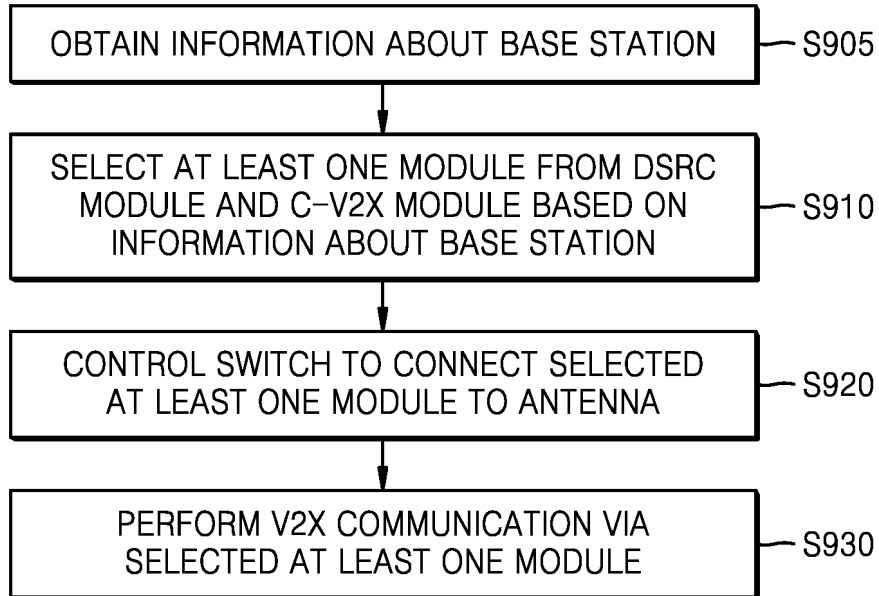 OBTAIN INFORMATION ABOUT BASE STATION
S905
SELECT AT LEAST ONE MODULE FROM DSRC
MODULE AND C-V2X MODULE BASED ON
INFORMATION ABOUT BASE STATION
S910
CONTROL SWITCH TO CONNECT SELECTED
AT LEAST ONE MODULE TO ANTENNA
S920
PERFORM V2X COMMUNICATION VIA
SELECTED AT LEAST ONE MODULE
S930